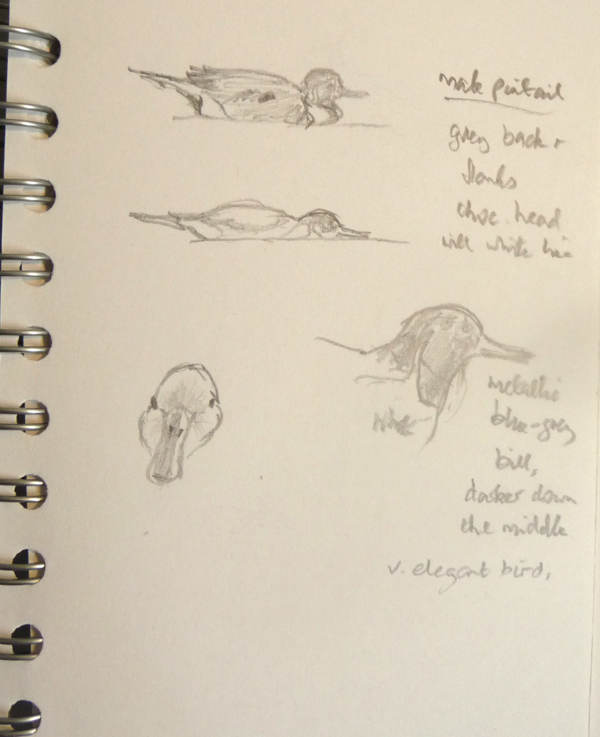 male pintail
grey back +
flanks
choc. head
with white line
white
metallic
blue-grey
bill,
darker down
the middle
v. elegant bird.